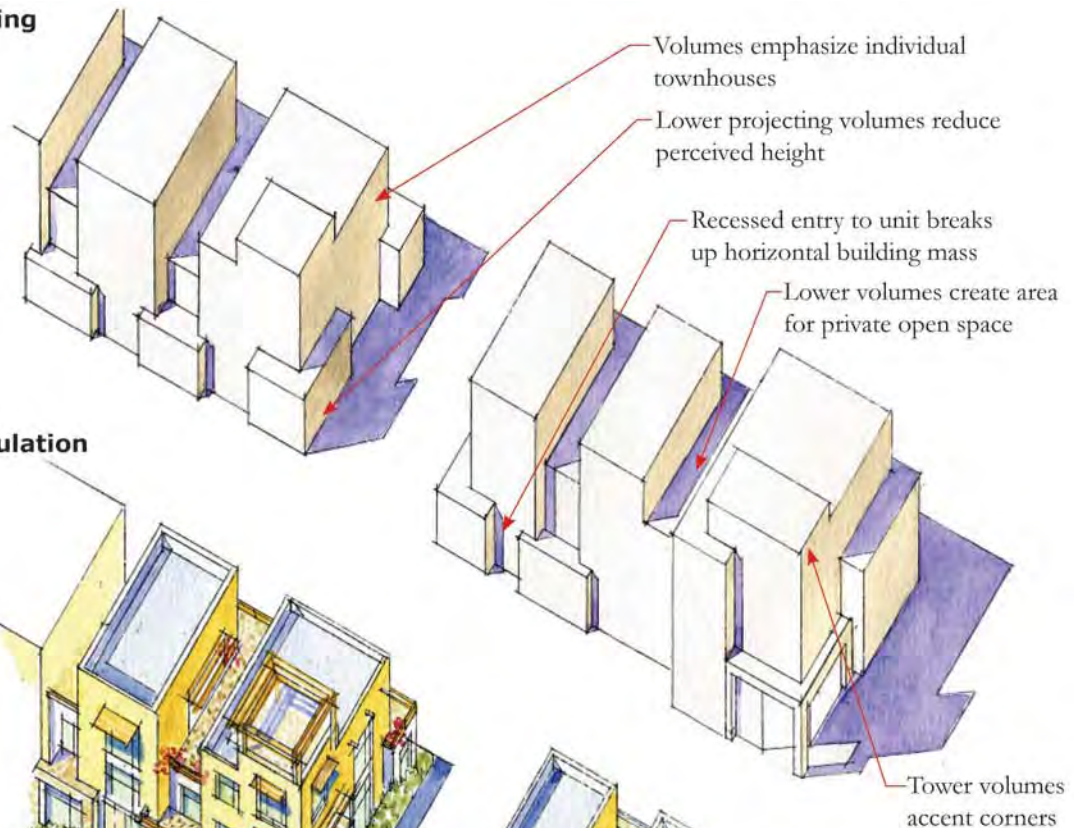 ing
Volumes emphasize individual
townhouses
Lower projecting volumes reduce
perceived height
Recessed entry to unit breaks
up horizontal building mass
Lower volumes create area
for private open space
ulation
Tower volumes
accent corners